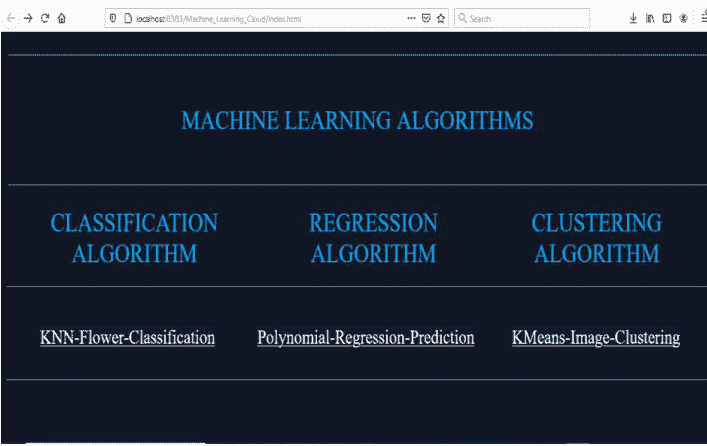 localhost:8383/Machine_Learning_Cloud/index.html
Search
MACHINE LEARNING ALGORITHMS
CLASSIFICATION
ALGORITHM
REGRESSION
ALGORITHM
CLUSTERING
ALGORITHM
KNN-Flower-Classification
Polynomial-Regression-Prediction
KMeans-Image-Clustering